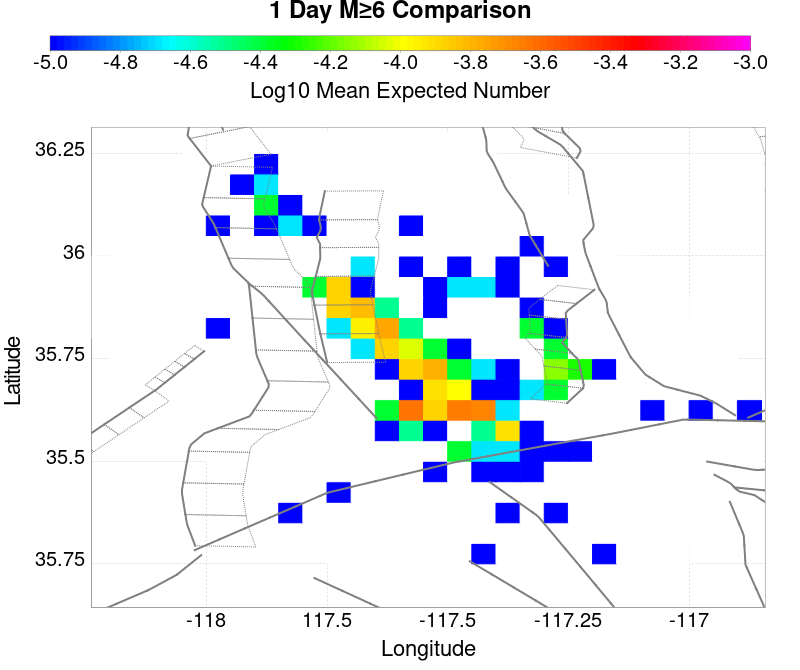 1 Day M≥6 Comparison
-5.0 -4.8 -4.6 -4.4 -4.2 -4.0 -3.8 -3.6 -3.4 -3.2 -3.0
Log10 Mean Expected Number
36.25
36
35.75
35.5
35.75
Latitude
-118 117.5 -117.5 -117.25 -117
Longitude